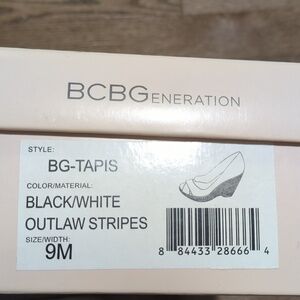 BCBGENERATION
STYLE:
BG-TAPIS
COLOR/MATERIAL:
BLACK/WHITE
OUTLAW STRIPES
SIZE/WIDTH:
9M
8 84433 28666 4